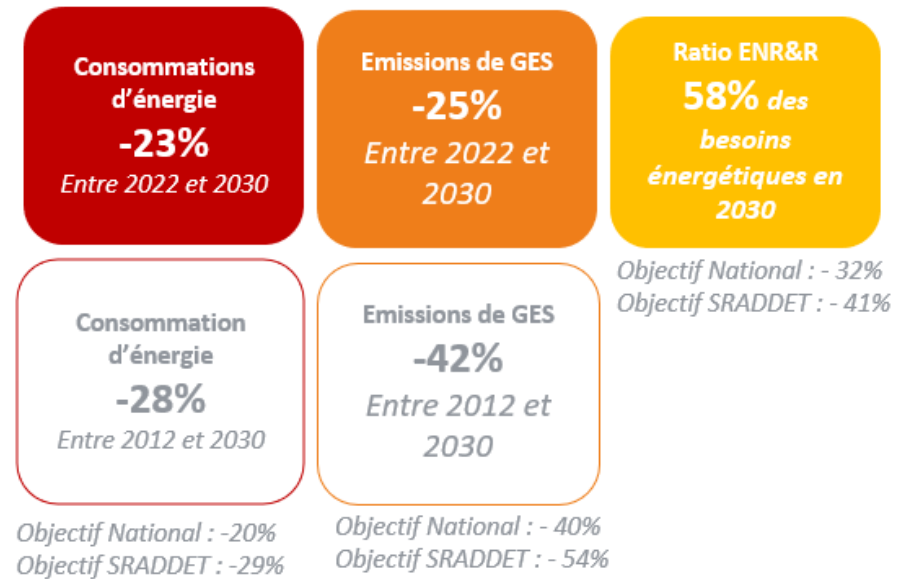 Consommations
d'énergie
-23%
Entre 2022 et 2030
Emissions de GES
-25%
Entre 2022 et
2030
Ratio ENR&R
58% des
besoins
énergétiques en
2030
Objectif National : - 32%
Objectif SRADDET : - 41%
Consommation
d'énergie
-28%
Entre 2012 et 2030
Objectif National : -20%
Objectif SRADDET : -29%
Emissions de GES
-42%
Entre 2012 et
2030
Objectif National : - 40%
Objectif SRADDET : - 54%